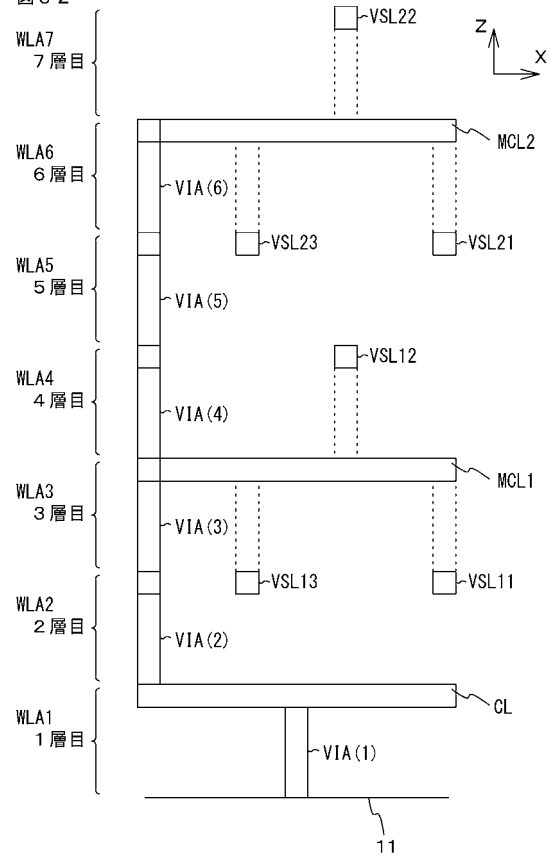 図82
WLA7
7層目
VSL22
Z
X
MCL2
WLA6
6層目
VIA(6)
VSL23
VSL21
WLA5
5層目
VIA(5)
WLA4
4層目
VSL12
VIA(4)
MCL1
WLA3
3層目
VIA(3)
VSL13
VSL11
WLA2
2層目
VIA(2)
CL
WLA1
1層目
VIA(1)
11